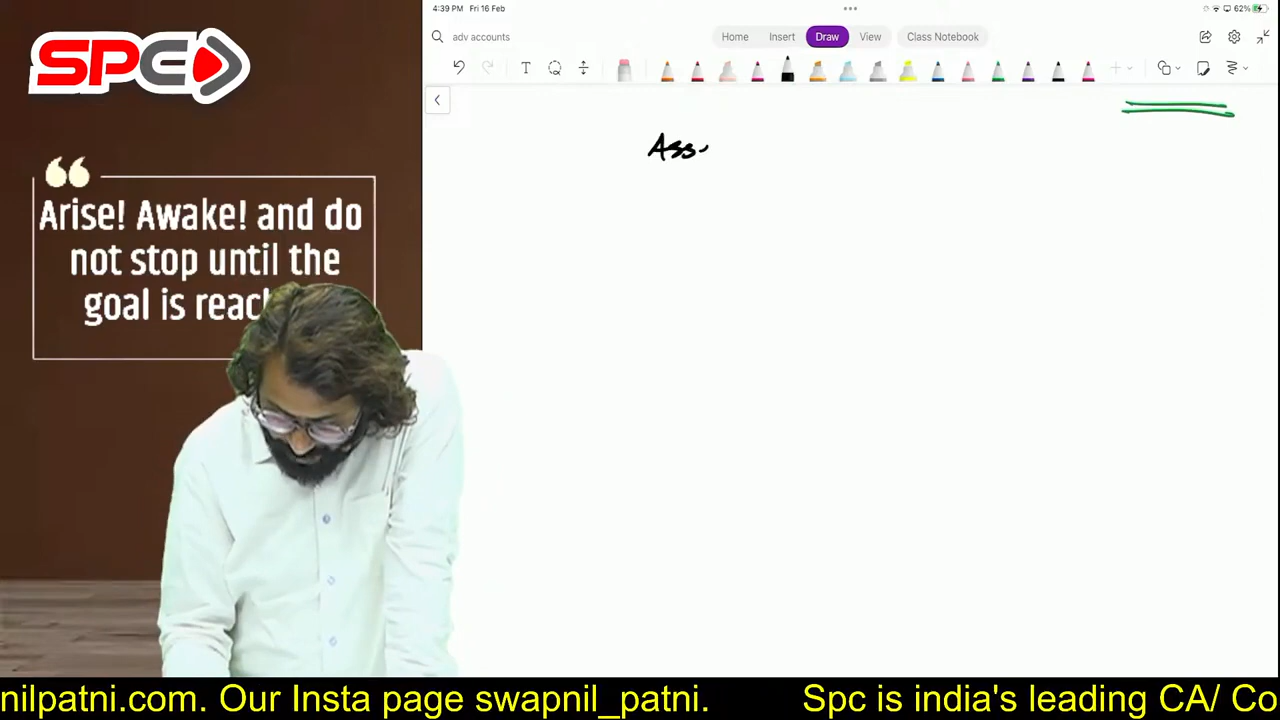 4:39 PM Fri 16 Feb
62%
SPC
adv accounts
Home Insert Draw View Class Notebook
T
Ass
Arise! Awake! and do
not stop until the
goal is reac
nilpatni.com. Our Insta page swapnil_patni. Spc is india's leading CA/ Co